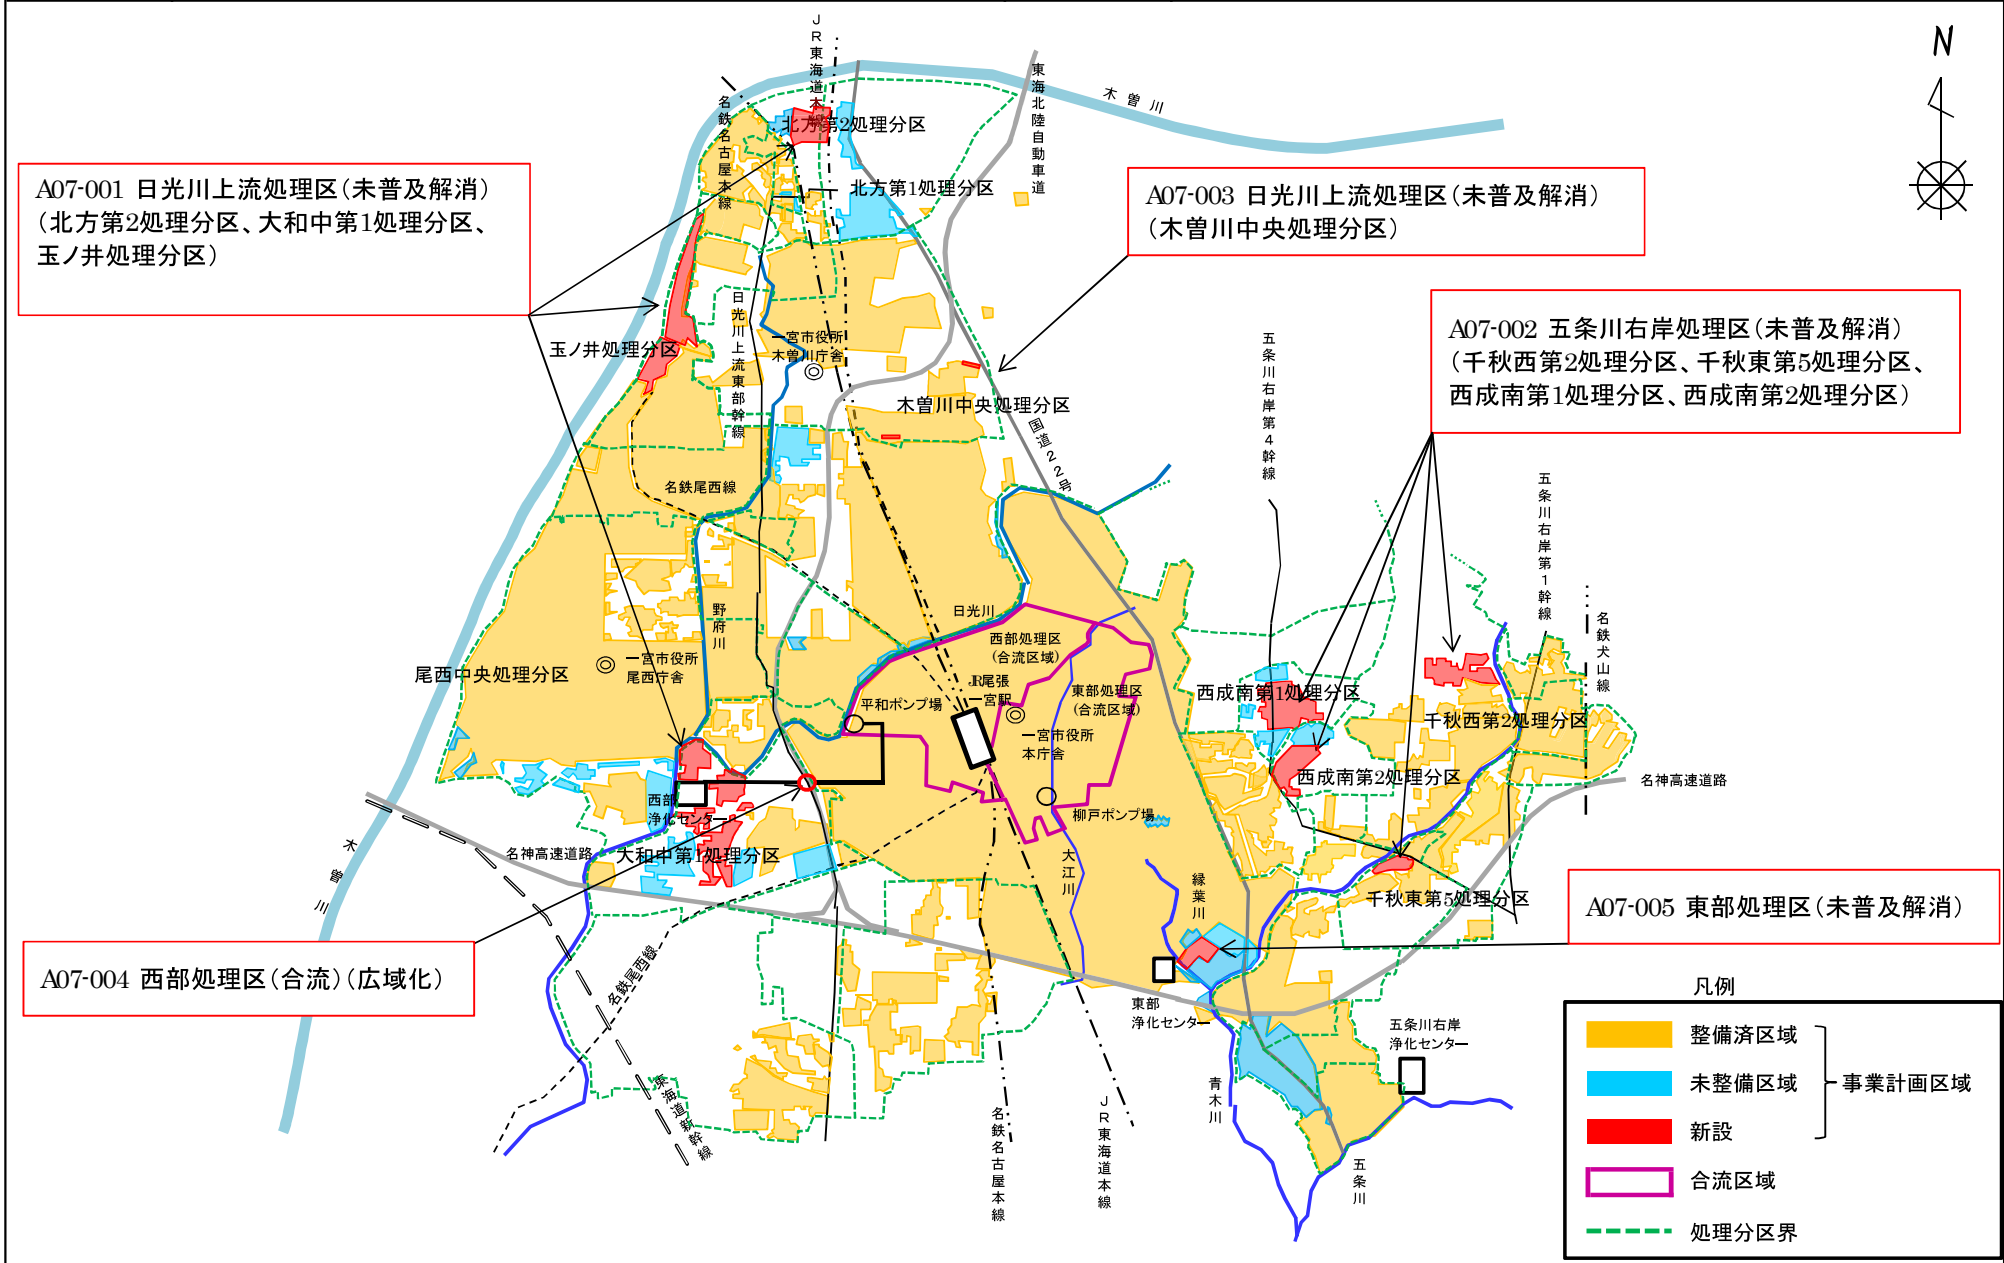 JR東海道本線
名鉄名古屋本線
東海北陸自動車道
木曽川
N
北方第2処理分区
北方第1処理分区
A07-001 日光川上流処理区(未普及解消)
(北方第2処理分区、大和中第1処理分区、
玉ノ井処理分区)
A07-003 日光川上流処理区(未普及解消)
(木曽川中央処理分区)
A07-002 五条川右岸処理区(未普及解消)
(千秋西第2処理分区、千秋東第5処理分区、
西成南第1処理分区、西成南第2処理分区)
日光川上流東部幹線
一宮市役所
木曽川庁舎
玉ノ井処理分区
木曽川中央処理分区
国道22号
五条川右岸第4幹線
五条川右岸第1幹線
名鉄尾西線
野府川
日光川
西部処理区
(合流区域)
名鉄犬山線
尾西中央処理分区
一宮市役所
尾西庁舎
JR尾張
一宮駅
東部処理区
(合流区域)
平和ポンプ場
一宮市役所
本庁舎
西成南第1処理分区
千秋西第2処理分区
西成南第2処理分区
名神高速道路
西部
浄化センター
柳戸ポンプ場
木曽川
名神高速道路
大和中第1処理分区
大江川
縁葉川
千秋東第5処理分区
A07-005 東部処理区(未普及解消)
A07-004 西部処理区(合流)(広域化)
名鉄尾西線
東部
浄化センター
五条川右岸
浄化センター
東海道新幹線
青木川
名鉄名古屋本線
JR東海道本線
五条川
凡例
整備済区域
未整備区域
事業計画区域
新設
合流区域
処理分区界